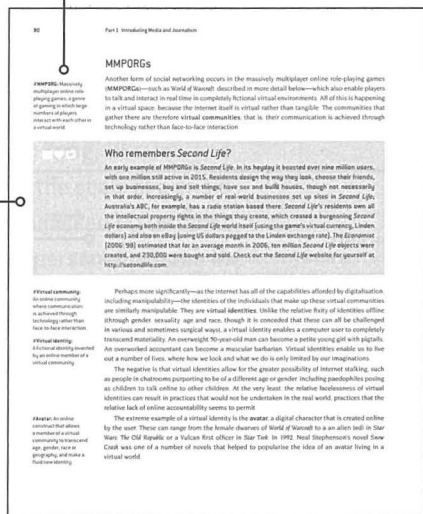 90
Part 1 Introducing Media and Journalism
MMPORGs
#MMPORG: Massively
multiplayer online role-
playing games; a genre
of gaming in which large
numbers of players
interact with each other in
a virtual world
Another form of social networking occurs in the massively multiplayer online role-playing games
(MMPORGs)—such as World of Warcraft described in more detail below—which also enable players
to talk and interact in real time in completely fictional virtual environments. All of this is happening
in a virtual space because the internet itself is virtual rather than tangible. The communities that
gather there are therefore virtual communities, that is, their communication is achieved through
technology rather than face-to-face interaction
Who remembers Second Life?
An early example of MMPORGs is Second Life. In its heyday it boasted over nine million users,
with one million still active in 2015. Residents design the way they look, choose their friends,
set up businesses, buy and sell things, have sex and build houses, though not necessarily
in that order. Increasingly, a number of real-world businesses set up sites in Second Life;
Australia's ABC, for example, has a radio station based there. Second Life's residents own all
the intellectual property rights in the things they create, which created a burgeoning Second
Life economy both inside the Second Life world itself (using the game's virtual currency, Linden
dollars) and also on eBay (using US dollars pegged to the Linden exchange rate). The Economist
(2006: 98) estimated that for an average month in 2006, ten million Second Life objects were
created, and 230,000 were bought and sold. Check out the Second Life website for yourself at
http://secondlife.com
#Virtual community:
An online community
where communication
is achieved through
technology rather than
face-to-face interaction
#Virtual identity:
A fictional identity invented
by an online member of a
virtual community
Perhaps more significantly—as the internet has all of the capabilities afforded by digitalisation,
including manipulability—the identities of the individuals that make up these virtual communities
are similarly manipulable. They are virtual identities. Unlike the relative fixity of identities offline
(through gender, sexuality, age and race, though it is conceded that these can all be challenged
in various and sometimes surgical ways), a virtual identity enables a computer user to completely
transcend materiality. An overweight 50-year-old man can become a petite young girl with pigtails.
An overworked accountant can become a muscular barbarian. Virtual identities enable us to live
out a number of lives, where how we look and what we do is only limited by our imaginations.
The negative is that virtual identities allow for the greater possibility of internet stalking, such
as people in chatrooms purporting to be of a different age or gender, including paedophiles posing
as children to talk online to other children. At the very least, the relative facelessness of virtual
identities can result in practices that would not be undertaken in the real world, practices that the
relative lack of online accountability seems to permit
#Avatar: An online
construct that allows
a member of a virtual
community to transcend
age, gender, race or
geography, and make a
fluid new identity
The extreme example of a virtual identity is the avatar, a digital character that is created online
by the user. These can range from the female dwarves of World of Warcraft to a an alien Jedi in Star
Wars: The Old Republic or a Vulcan first officer in Star Trek. In 1992, Neal Stephenson's novel Snow
Crash was one of a number of novels that helped to popularise the idea of an avatar living in a
virtual world